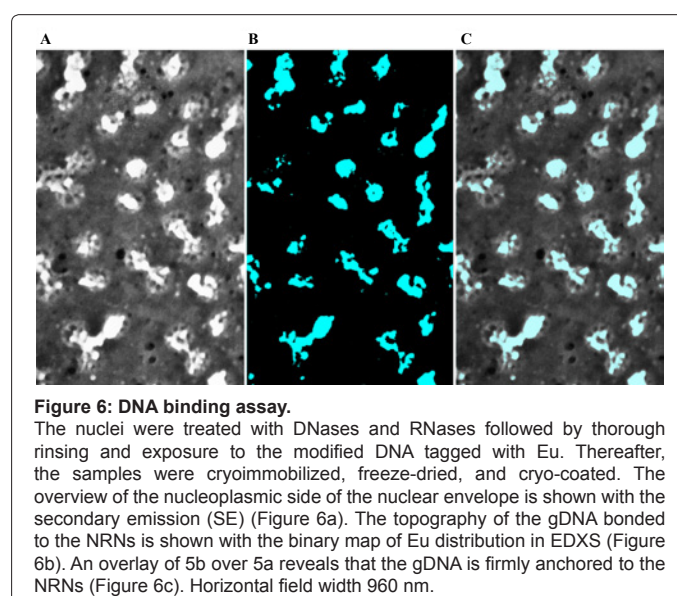 A B C
Figure 6: DNA binding assay.
The nuclei were treated with DNases and RNases followed by thorough
rinsing and exposure to the modified DNA tagged with Eu. Thereafter,
the samples were cryoimmobilized, freeze-dried, and cryo-coated. The
overview of the nucleoplasmic side of the nuclear envelope is shown with the
secondary emission (SE) (Figure 6a). The topography of the gDNA bonded
to the NRNs is shown with the binary map of Eu distribution in EDXS (Figure
6b). An overlay of 5b over 5a reveals that the gDNA is firmly anchored to the
NRNs (Figure 6c). Horizontal field width 960 nm.